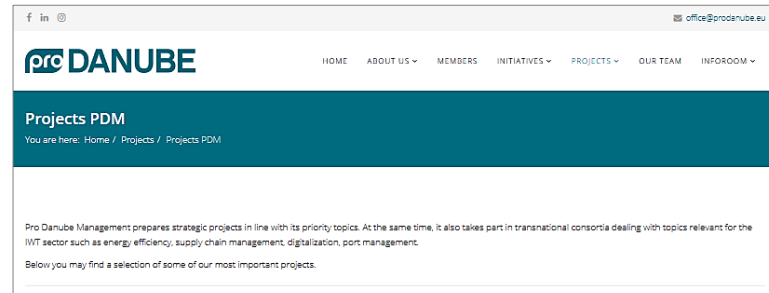 office@prodanube.eu
pro DANUBE
HOME ABOUT US MEMBERS INITIATIVES PROJECTS OUR TEAM INFOROOM
Projects PDM
You are here: Home / Projects / Projects PDM
Pro Danube Management prepares strategic projects in line with its priority topics. At the same time, it also takes part in transnational consortia dealing with topics relevant for the
IWT sector such as energy efficiency, supply chain management, digitalization, port management.
Below you may find a selection of some of our most important projects.